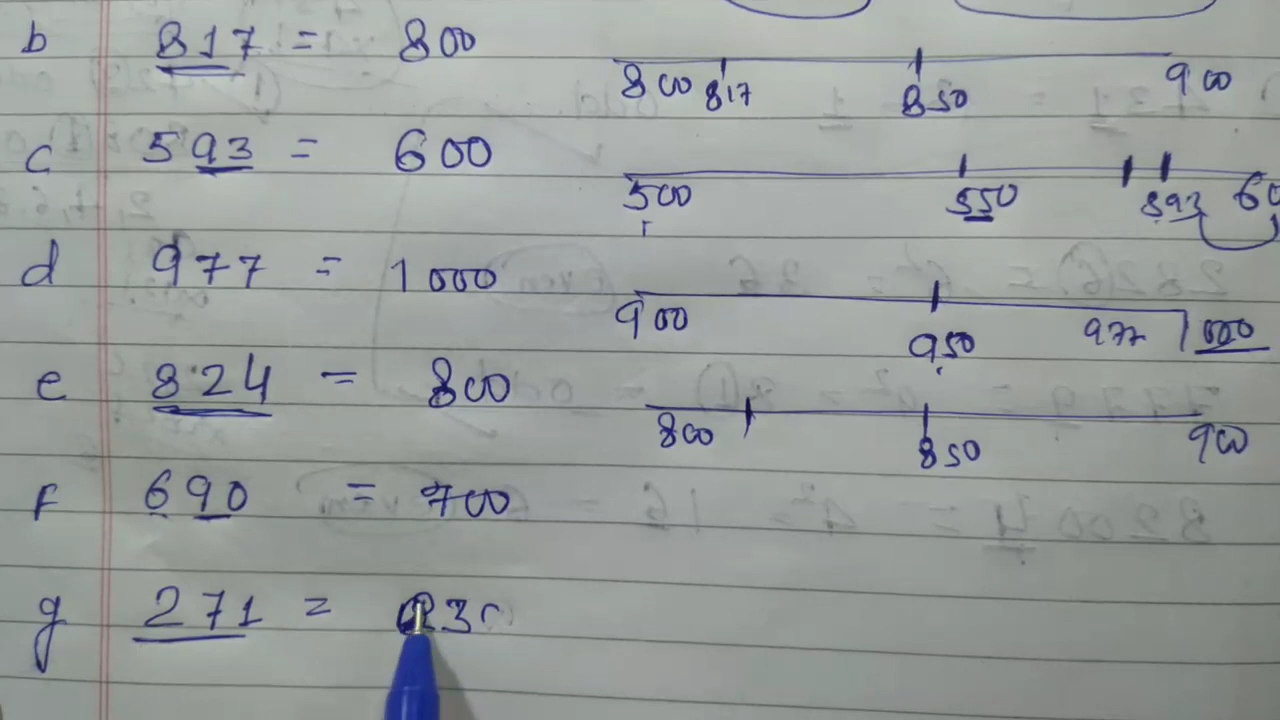 b 817 = 800 800 817 850 900
c 593 = 600 500 550 593 60
d 977 = 1000 900 950 977 1000
e 824 = 800 800 850 900
f 690 = 700
g 271 = 30